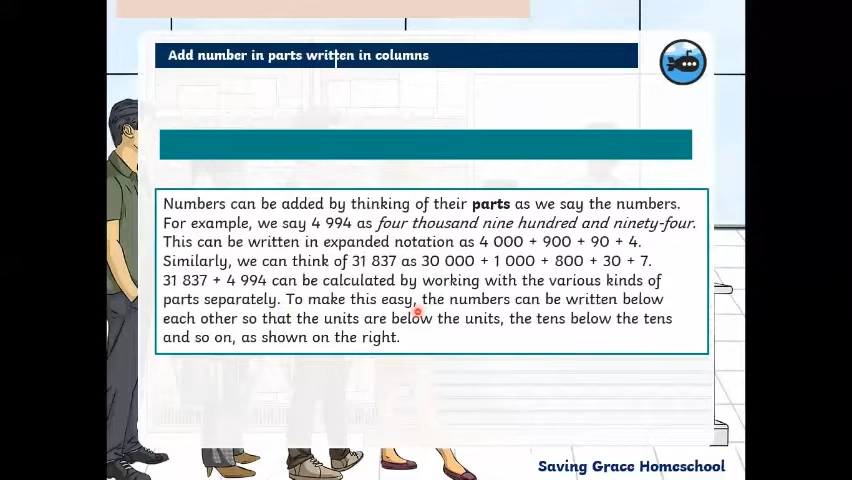 Add number in parts written in columns
Numbers can be added by thinking of their parts as we say the numbers.
For example, we say 4 994 as four thousand nine hundred and ninety-four.
This can be written in expanded notation as 4 000 + 900 + 90 + 4.
Similarly, we can think of 31 837 as 30 000 + 1 000 + 800 + 30 + 7.
31 837 + 4 994 can be calculated by working with the various kinds of
parts separately. To make this easy, the numbers can be written below
each other so that the units are below the units, the tens below the tens
and so on, as shown on the right.
Saving Grace Homeschool